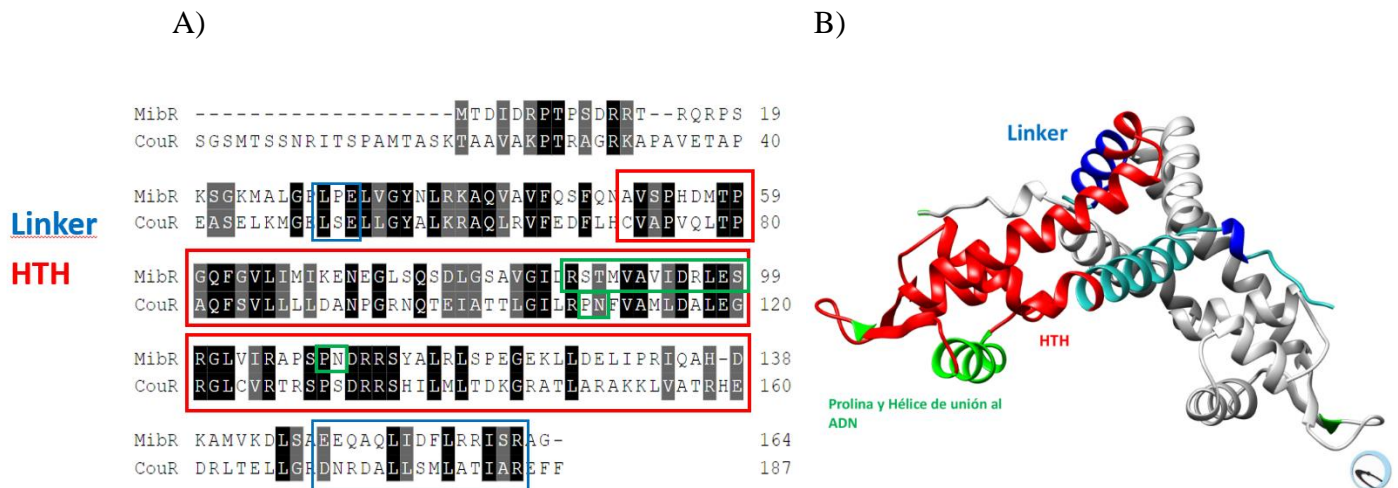 A)
B)
MibR -------------------MTDIDRPTPSDRRT--RQRPS 19
CouR SGSMTSSNRITSPAMTASKTAAVAKPTRAGRKAPAVETAP 40
MibR KSGKMALGPLPELVGYNLRKAQVAVFQSFQNAVSPHDMTP 59
CouR EASELKMGELSELLGYALKRAQLRVFEDFLHCVAPVQLTP 80
Linker
HTH
MibR GQFGVLIMIKENEGLSQSDLGSAVGIDRSTMVAVIDRLES 99
CouR AQFSVLLLLDANPGRNQTEIATTLGILRPNFVAMLDALEG 120
MibR RGLVIRAPSPNDRRSYALRLSPEGEKLLDELIPRIQAH-D 138
CouR RGLCVRTRSPSDRRSHILMLTDKGRATLARAKKLVATRHE 160
MibR KAMVKDLSAEEQAQLIDFLRRISRAG- 164
CouR DRLTELLGRDNRDALLSMLATIAREFF 187
Linker
HTH
Prolina y Hélice de unión al
ADN